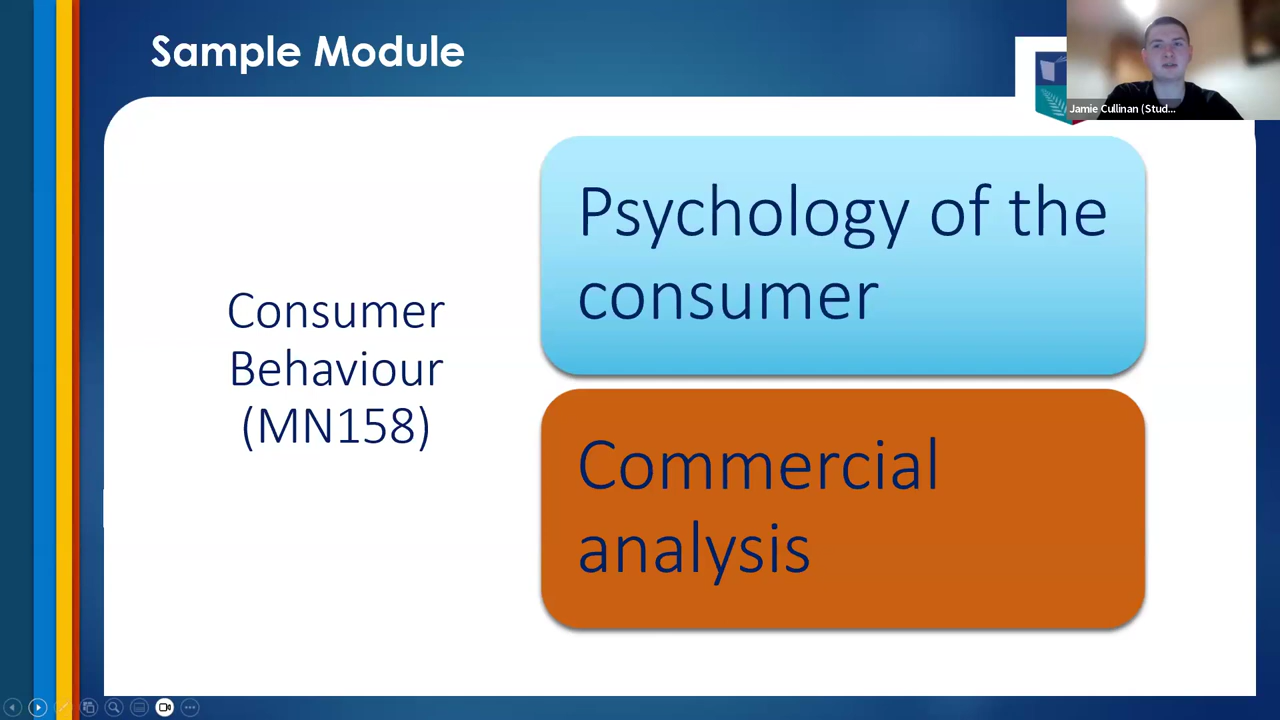 Sample Module
Jamie Cullinan (Stud...
Psychology of the
consumer
Consumer
Behaviour
(MN158)
Commercial
analysis